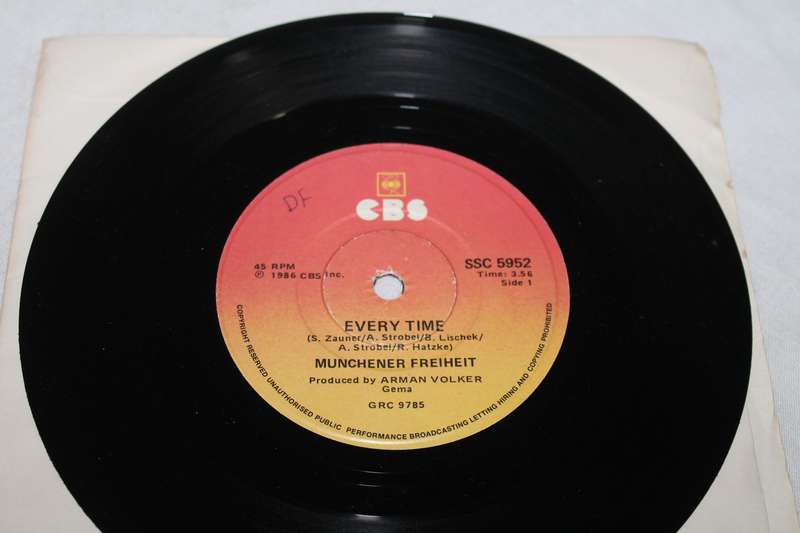 DF
CBS
45 RPM
℗ 1986 CBS Inc.
SSC 5952
Time: 3.56
Side 1
EVERY TIME
(S. Zauner/A. Strobel/B. Lischek/
A. Strobel/R. Hatzke)
MUNCHENER FREIHEIT
Produced by ARMAN VOLKER
Gema
GRC 9785
COPYRIGHT RESERVED UNAUTHORISED PUBLIC PERFORMANCE BROADCASTING LETTING HIRING AND COPYING PROHIBITED